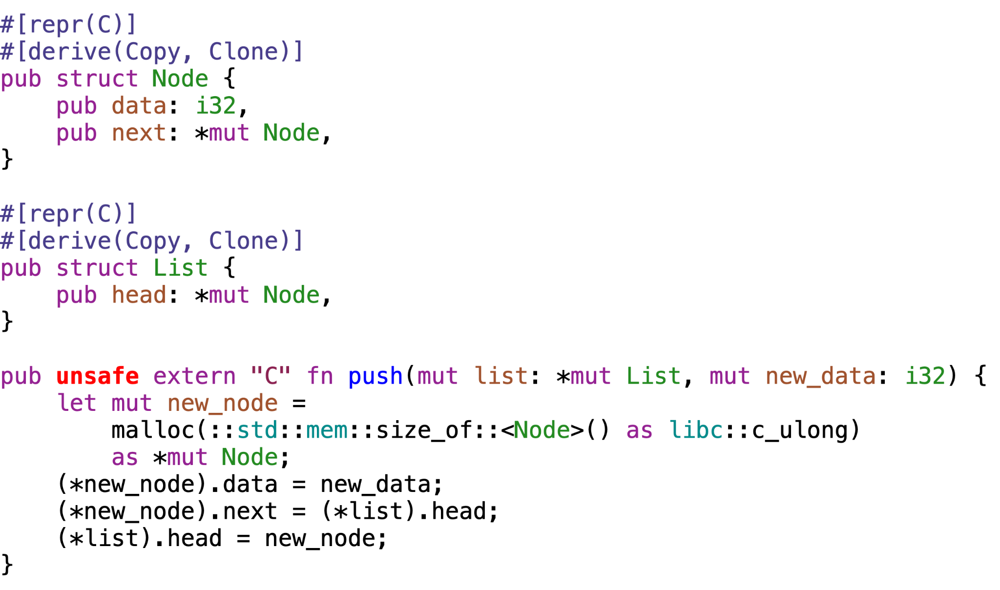 #[repr(C)]
#[derive(Copy, Clone)]
pub struct Node {
    pub data: i32,
    pub next: *mut Node,
}

#[repr(C)]
#[derive(Copy, Clone)]
pub struct List {
    pub head: *mut Node,
}

pub unsafe extern "C" fn push(mut list: *mut List, mut new_data: i32) {
    let mut new_node =
        malloc(::std::mem::size_of::<Node>() as libc::c_ulong)
        as *mut Node;
    (*new_node).data = new_data;
    (*new_node).next = (*list).head;
    (*list).head = new_node;
}